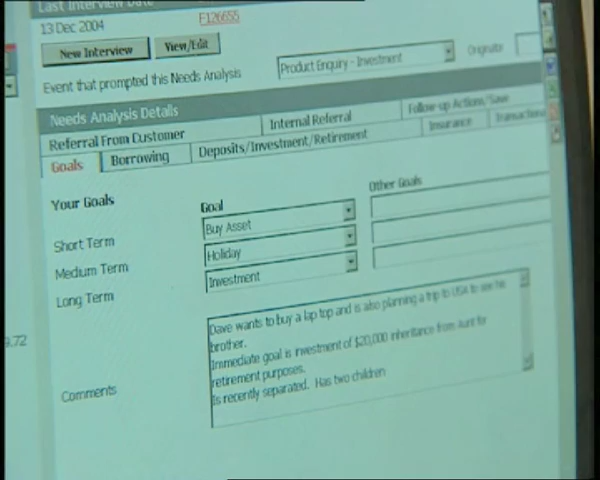 Last Interview Date
13 Dec 2004 F126655
New Interview View/Edit
Event that prompted this Needs Analysis Product Enquiry - Investment Originate
Needs Analysis Details
Referral From Customer Internal Referral Follow-up Actions/Save
Goals Borrowing Deposits/Investment/Retirement Insurance
Your Goals Goal Other Goals
Short Term Buy Asset
Medium Term Holiday
Long Term Investment
9.72
Dave wants to buy a lap top and is also planning a trip to USA to see his
brother.
Immediate goal is investment of $20,000 inheritance from Aunt for
retirement purposes.
Is recently separated. Has two children
Comments